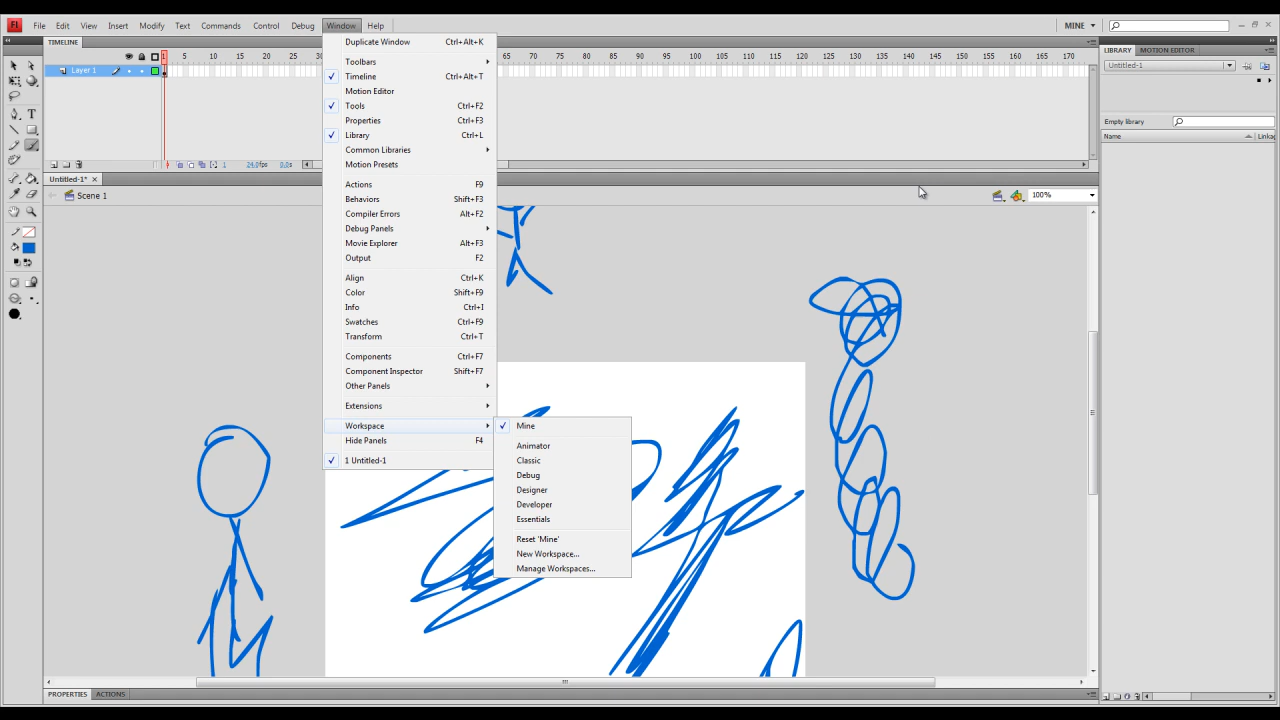 Fl File Edit View Insert Modify Text Commands Control Debug Window Help MINE
TIMELINE
1 5 10 15 20 25 30 65 70 75 80 85 90 95 100 105 110 115 120 125 130 135 140 145 150 155 160 165 170
Layer 1
1 24.0fps 0.0s
Untitled-1*
Scene 1
100%
Duplicate Window Ctrl+Alt+K
Toolbars
Timeline Ctrl+Alt+T
Motion Editor
Tools Ctrl+F2
Properties Ctrl+F3
Library Ctrl+L
Common Libraries
Motion Presets
Actions F9
Behaviors Shift+F3
Compiler Errors Alt+F2
Debug Panels
Movie Explorer Alt+F3
Output F2
Align Ctrl+K
Color Shift+F9
Info Ctrl+I
Swatches Ctrl+F9
Transform Ctrl+T
Components Ctrl+F7
Component Inspector Shift+F7
Other Panels
Extensions
Workspace
Hide Panels F4
1 Untitled-1
Mine
Animator
Classic
Debug
Designer
Developer
Essentials
Reset 'Mine'
New Workspace...
Manage Workspaces...
LIBRARY MOTION EDITOR
Untitled-1
Empty library
Name Linkag
PROPERTIES ACTIONS